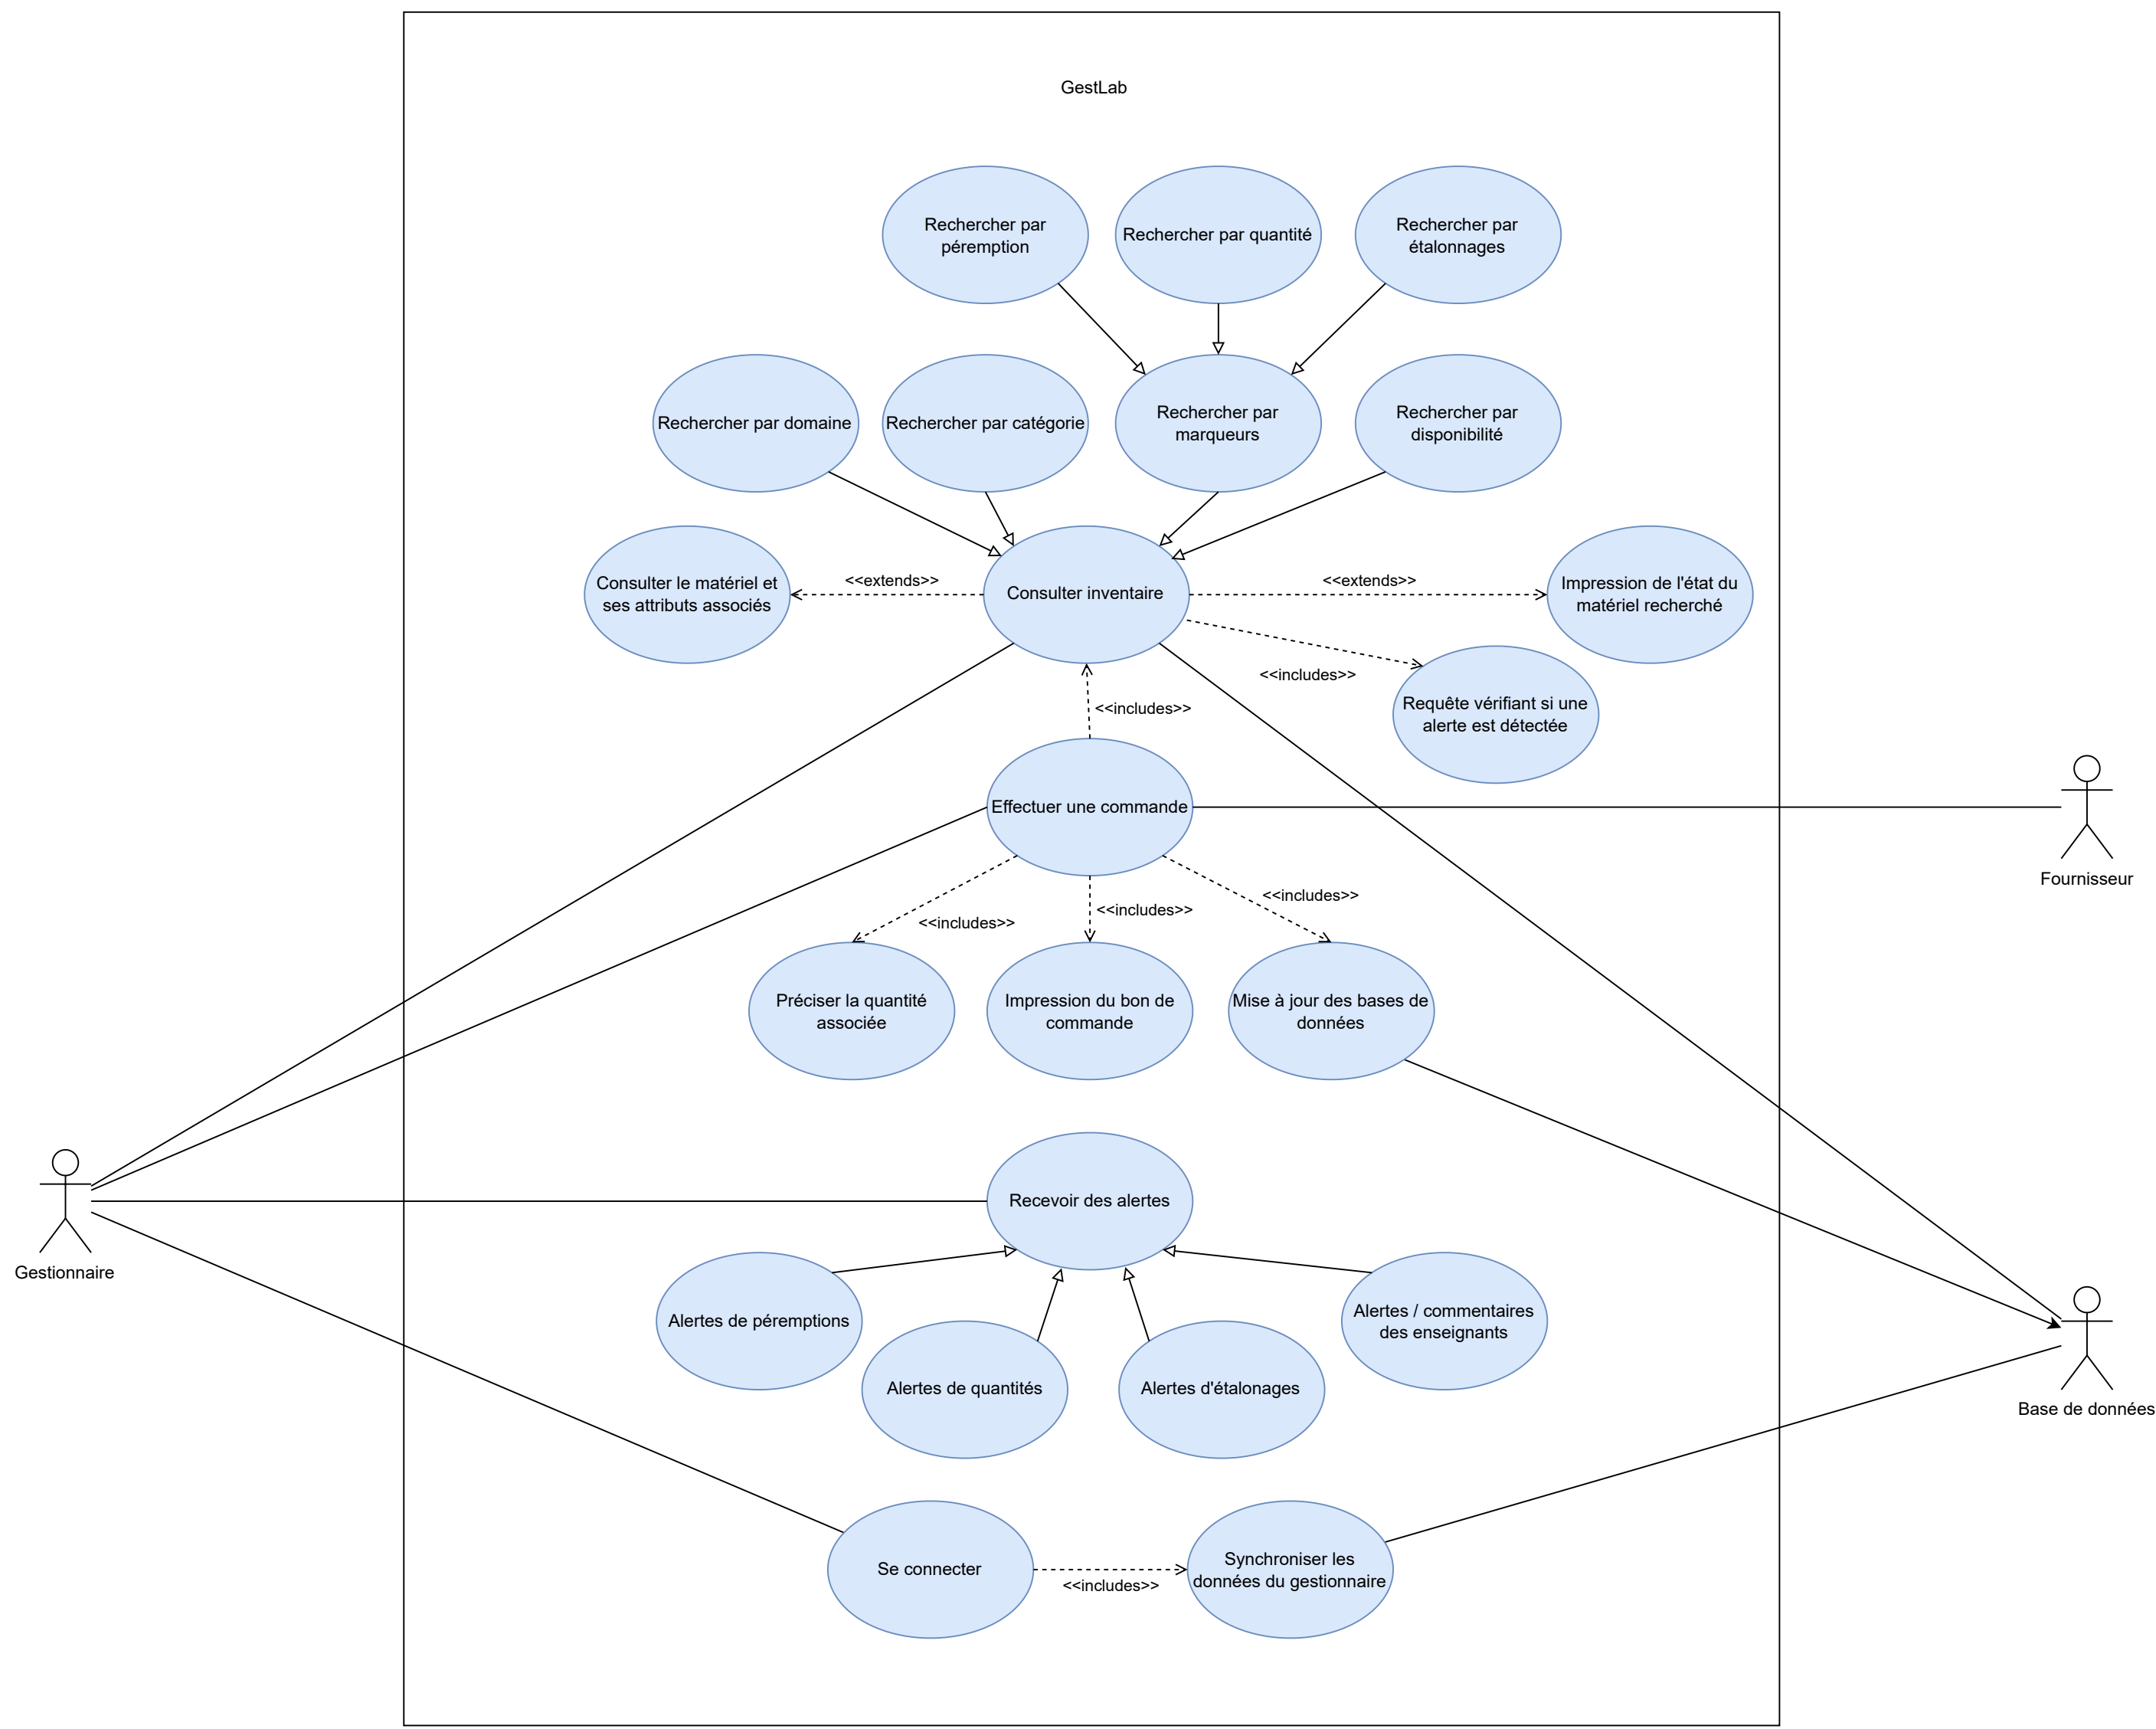 GestLab
Rechercher par
péremption
Rechercher par quantité
Rechercher par
étalonnages
Rechercher par domaine
Rechercher par catégorie
Rechercher par
marqueurs
Rechercher par
disponibilité
Consulter le matériel et
ses attributs associés
<<extends>>
Consulter inventaire
<<extends>>
Impression de l'état du
matériel recherché
<<includes>>
Requête vérifiant si une
alerte est détectée
<<includes>>
Effectuer une commande
Fournisseur
<<includes>>
<<includes>>
<<includes>>
Préciser la quantité
associée
Impression du bon de
commande
Mise à jour des bases de
données
Gestionnaire
Recevoir des alertes
Alertes de péremptions
Alertes de quantités
Alertes d'étalonages
Alertes / commentaires
des enseignants
Base de données
Se connecter
<<includes>>
Synchroniser les
données du gestionnaire